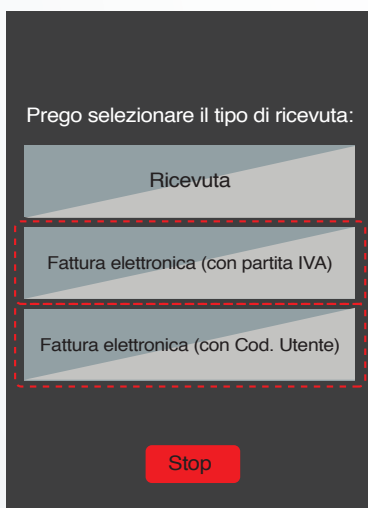 Prego selezionare il tipo di ricevuta:
Ricevuta
Fattura elettronica (con partita IVA)
Fattura elettronica (con Cod. Utente)
Stop